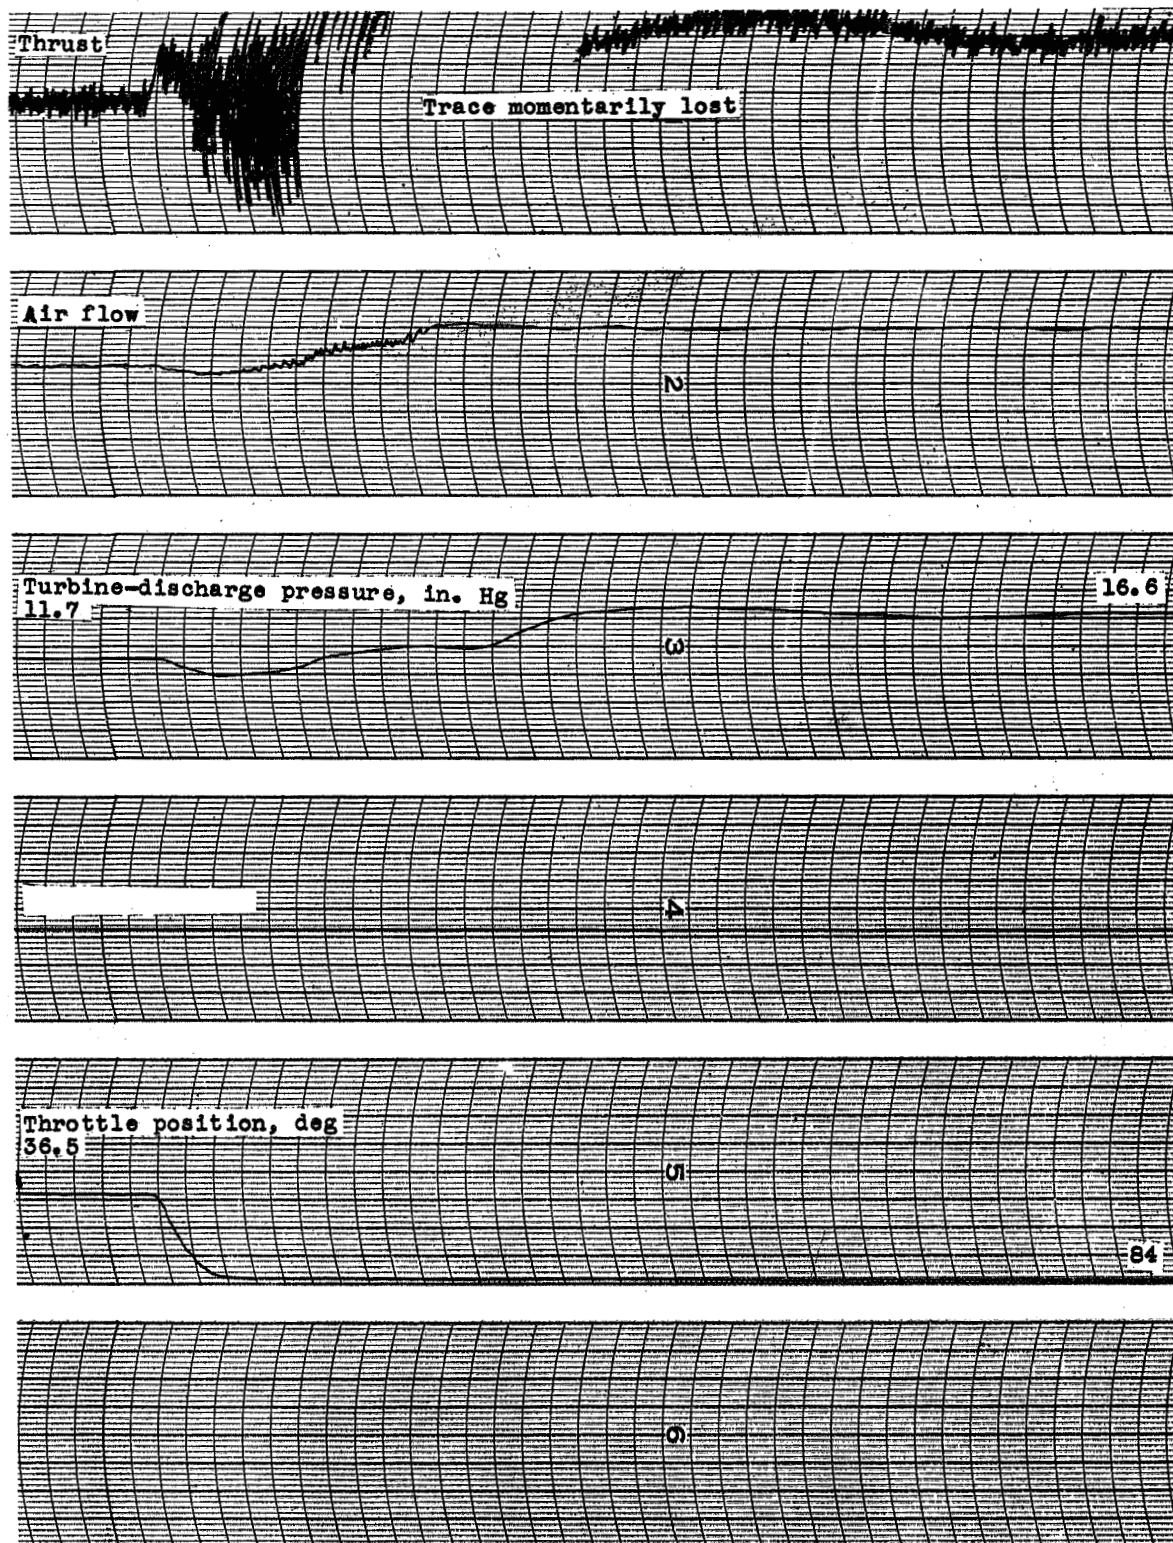 Thrust
Trace momentarily lost
Air flow
2
Turbine-discharge pressure, in. Hg
11.7
16.6
3
4
Throttle position, deg
36.5
5
84
6